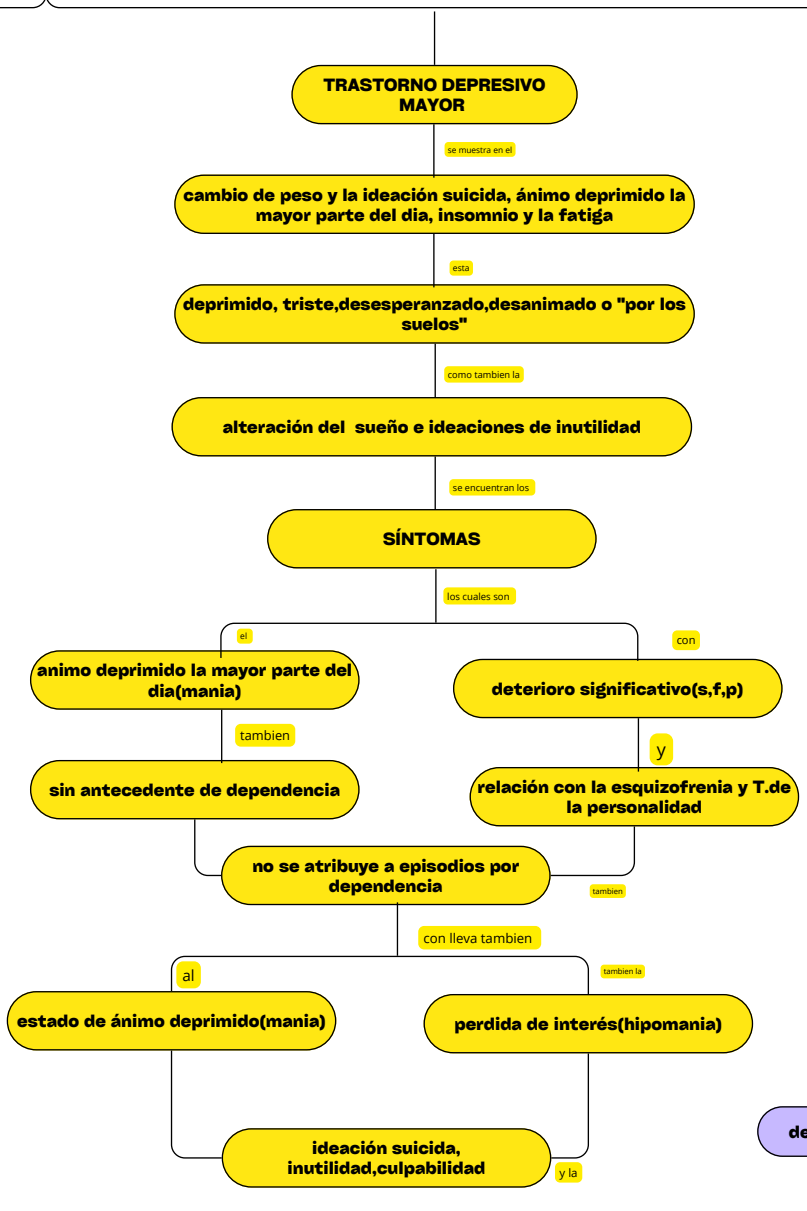 TRASTORNO DEPRESIVO
MAYOR
se muestra en el
cambio de peso y la ideación suicida, ánimo deprimido la
mayor parte del dia, insomnio y la fatiga
esta
deprimido, triste,desesperanzado,desanimado o "por los
suelos"
como tambien la
alteración del sueño e ideaciones de inutilidad
se encuentran los
SÍNTOMAS
los cuales son
el
con
animo deprimido la mayor parte del
dia(mania)
deterioro significativo(s,f,p)
tambien
y
sin antecedente de dependencia
relación con la esquizofrenia y T.de
la personalidad
no se atribuye a episodios por
dependencia
tambien
con lleva tambien
al
tambien la
estado de ánimo deprimido(mania)
perdida de interés(hipomania)
de
ideación suicida,
inutilidad,culpabilidad
y la